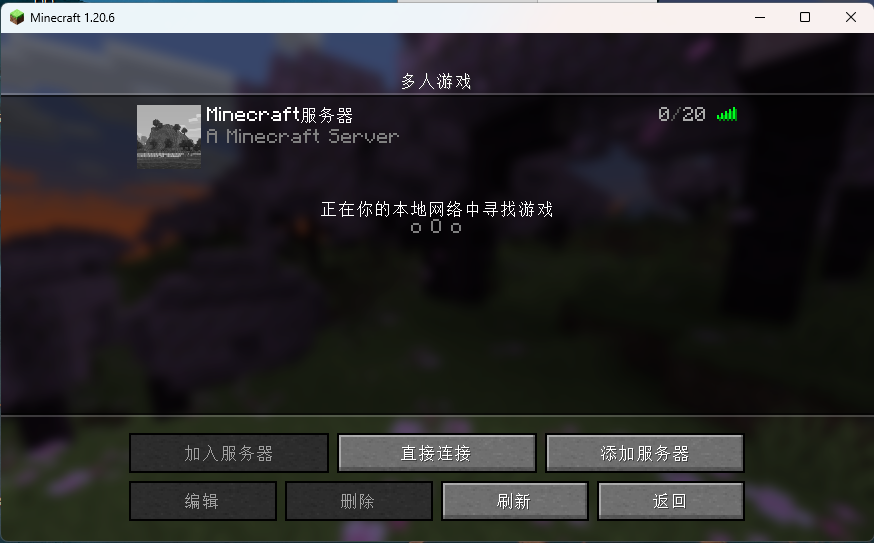 Minecraft 1.20.6
多人游戏
Minecraft服务器 0/20
A Minecraft Server
正在你的本地网络中寻找游戏
o O o
加入服务器 直接连接 添加服务器
编辑 删除 刷新 返回